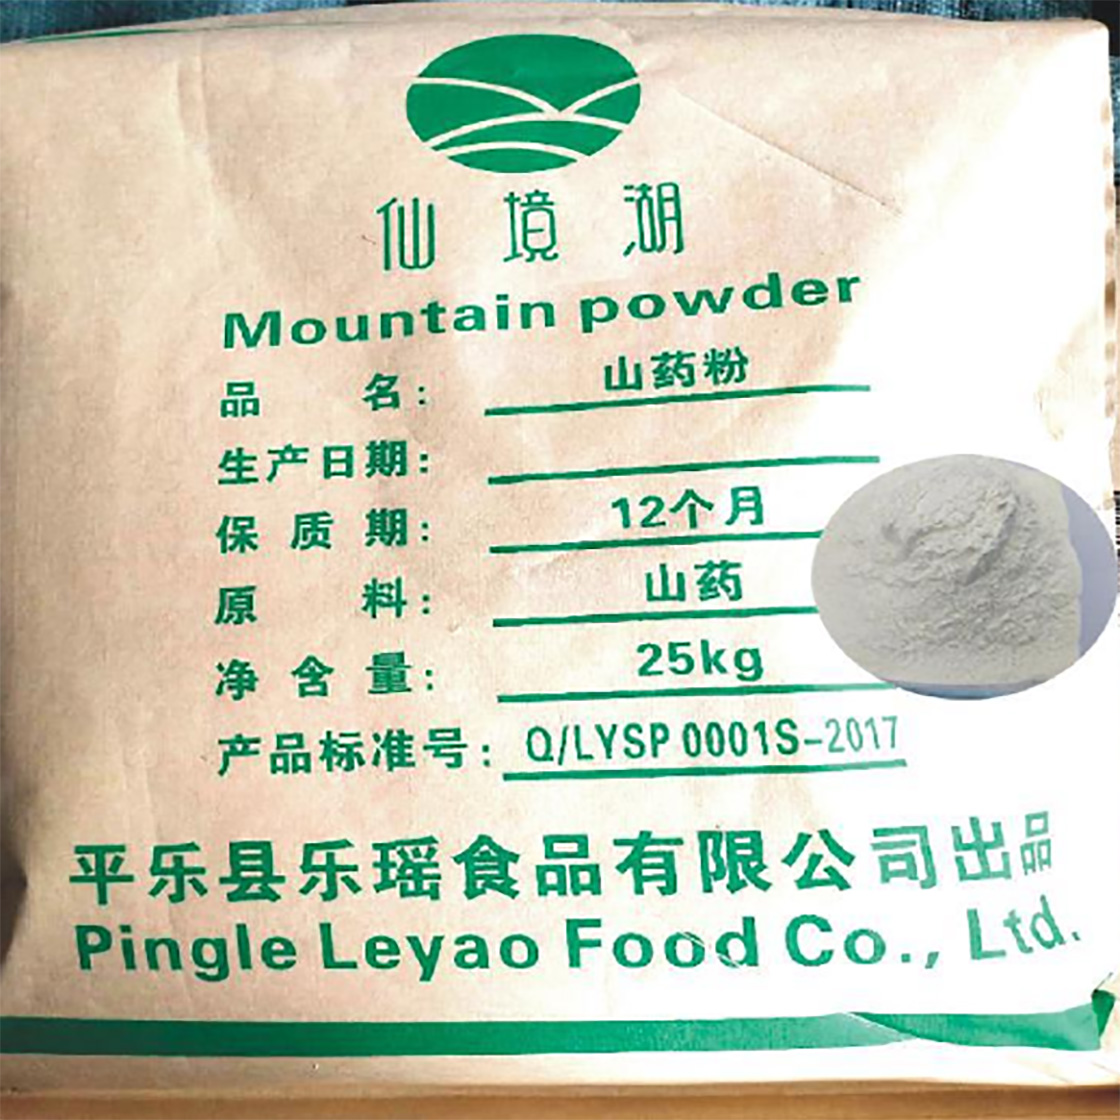 仙境湖
Mountain powder
品名: 山药粉
生产日期:
保质期: 12个月
原料: 山药
净含量: 25kg
产品标准号: Q/LYSP 0001S-2017
平乐县乐瑶食品有限公司出品
Pingle Leyao Food Co., Ltd.